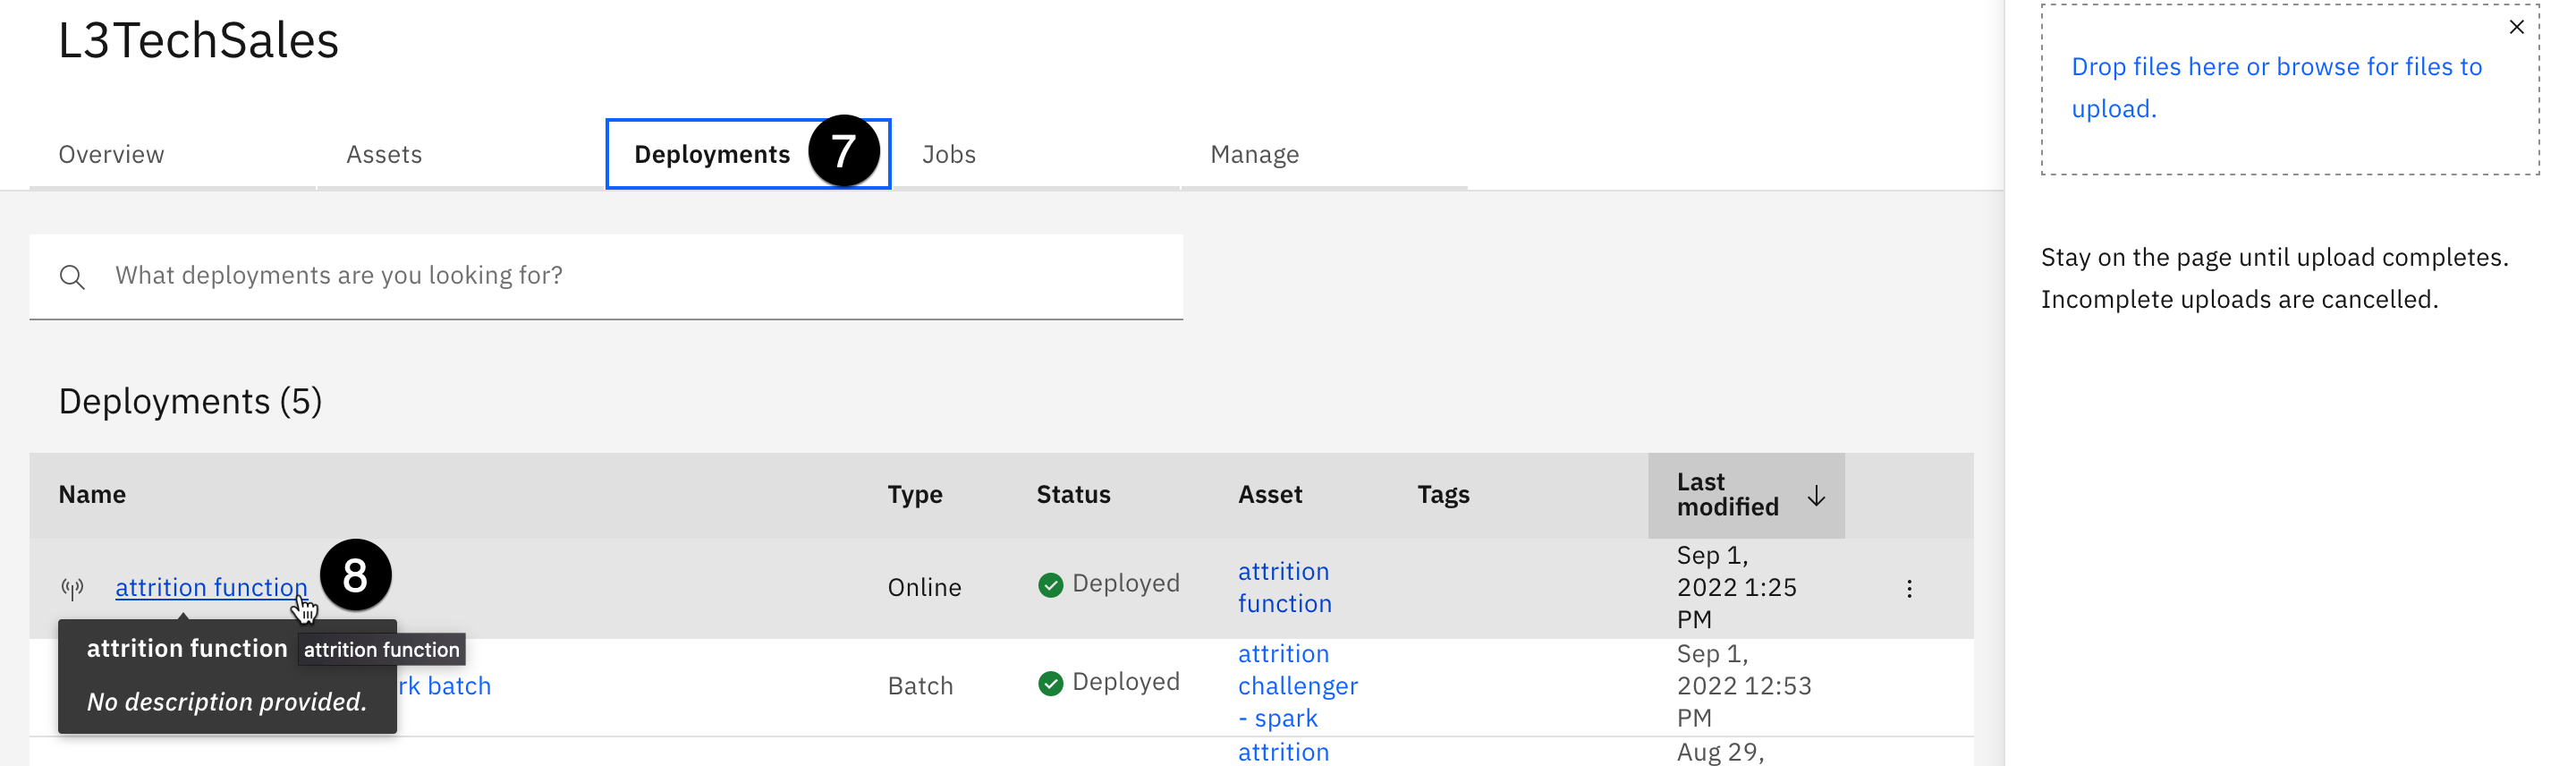 L3TechSales
Overview
Assets
Deployments
7
Jobs
Manage
What deployments are you looking for?
Deployments (5)
Name
Type
Status
Asset
Tags
Last
modified
attrition function
8
Online
Deployed
attrition
function
Sep 1,
2022 1:25
PM
attrition function
attrition function
No description provided.
rk batch
Batch
Deployed
attrition
challenger
- spark
Sep 1,
2022 12:53
PM
attrition
Aug 29,
Drop files here or browse for files to
upload.
Stay on the page until upload completes.
Incomplete uploads are cancelled.